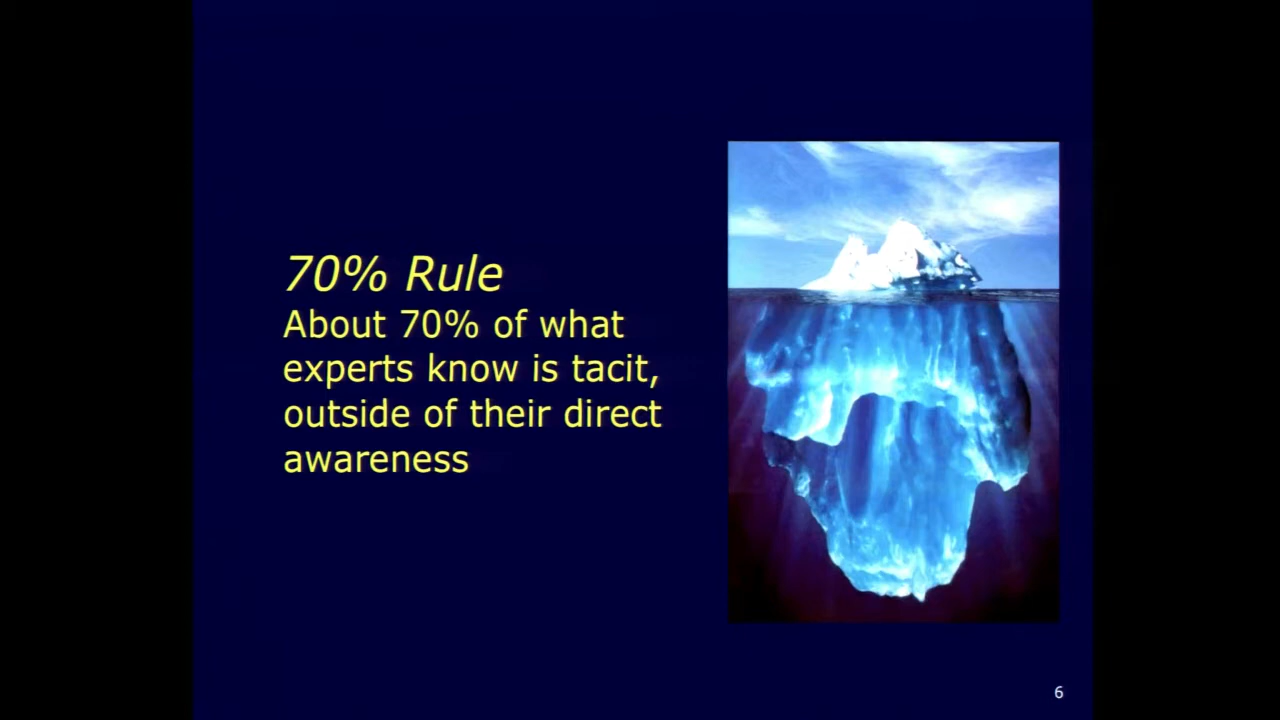 70% Rule
About 70% of what
experts know is tacit,
outside of their direct
awareness
6